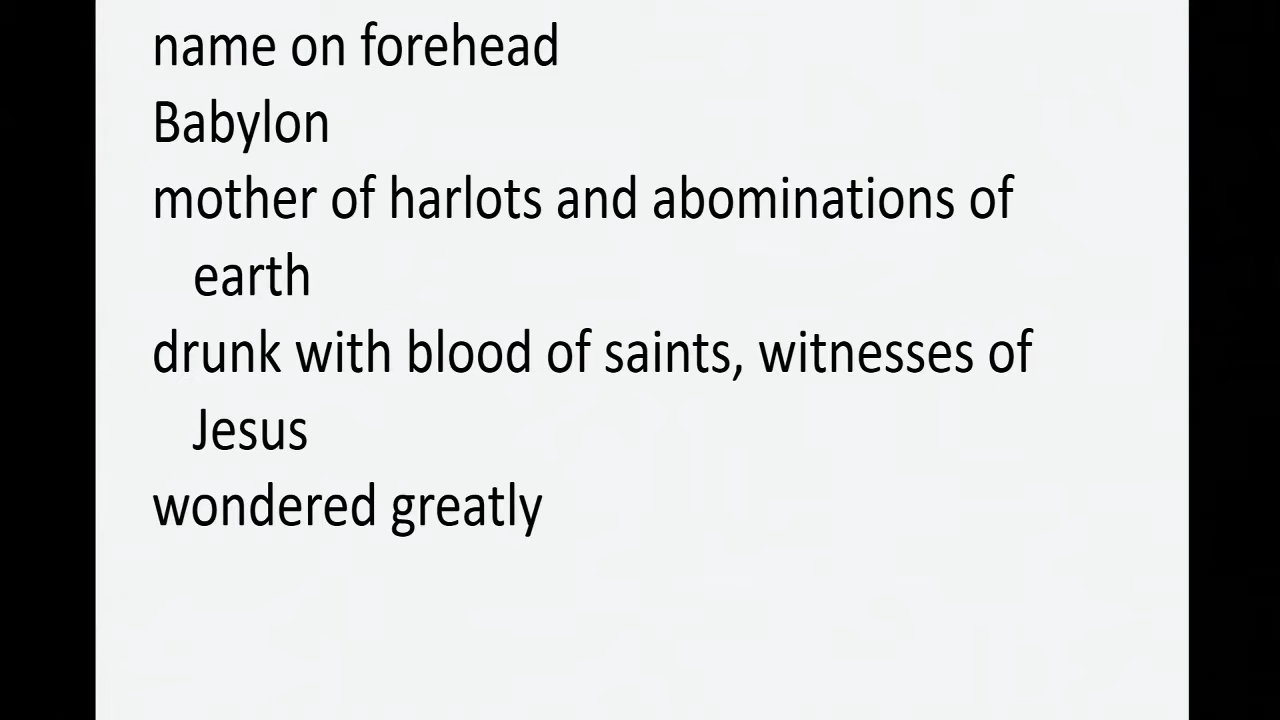 name on forehead
Babylon
mother of harlots and abominations of
earth
drunk with blood of saints, witnesses of
Jesus
wondered greatly